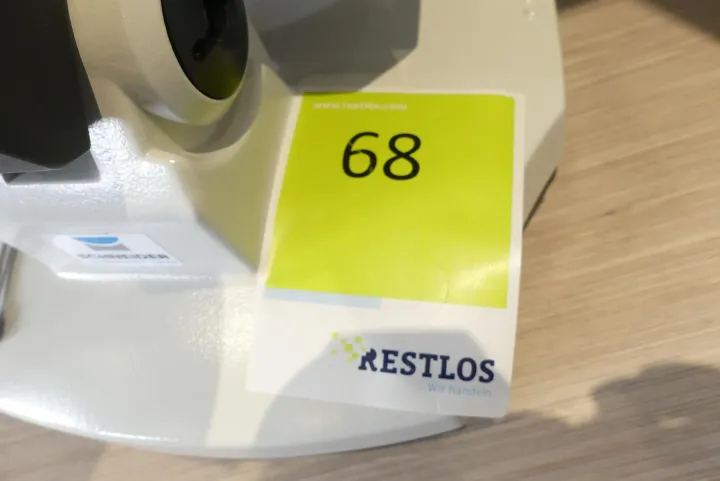 www.restlos.com
68
SCHNEIDER
RESTLOS
Wir handeln